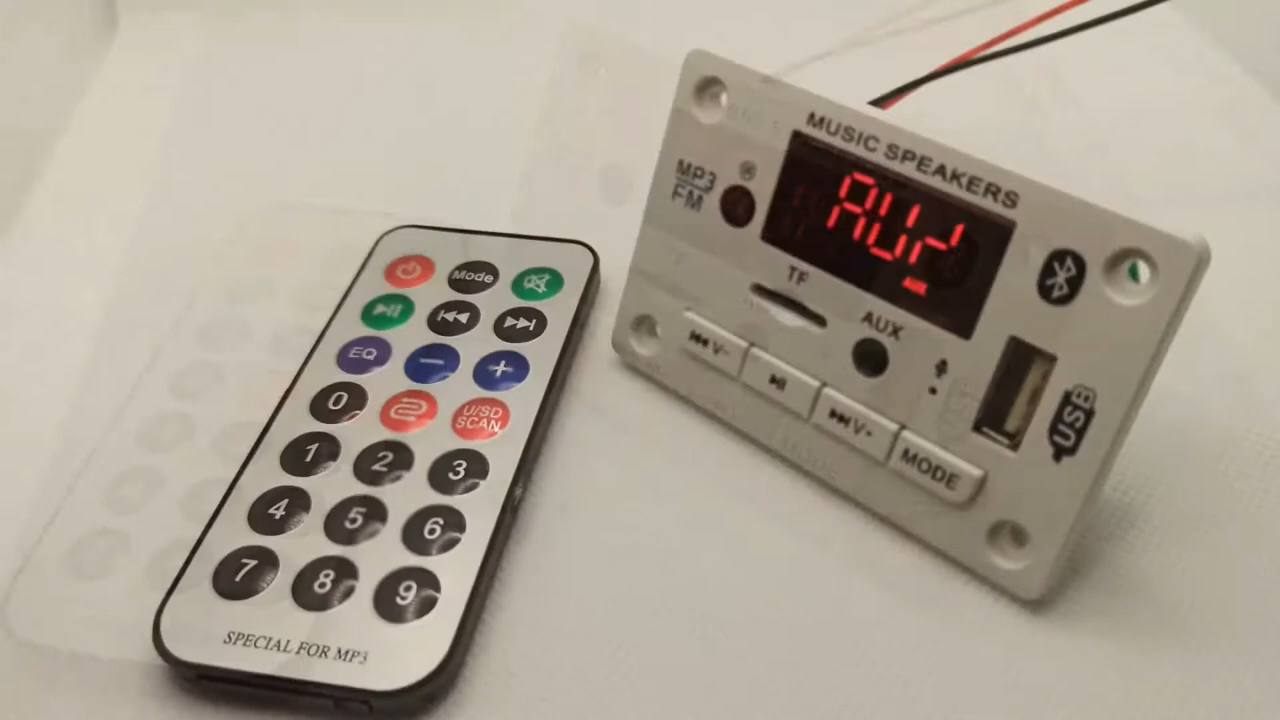 MUSIC SPEAKERS
MP3
FM
AUX
TF
AUX
V-
V+
MODE
USB
Mode
EQ
0
U/SD
SCAN
1 2 3
4 5 6
7 8 9
SPECIAL FOR MP3